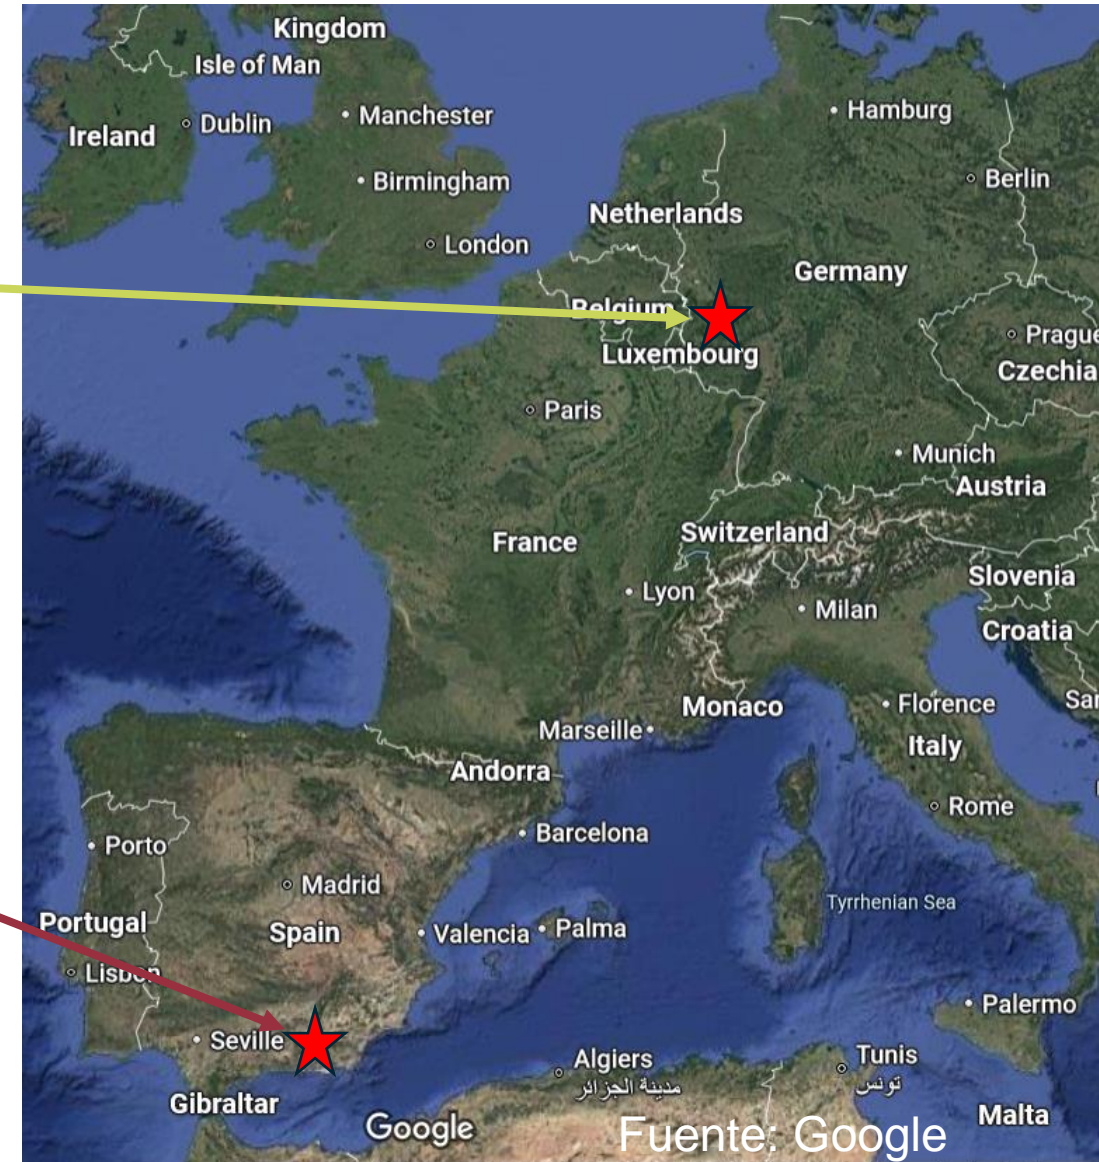 Kingdom
Isle of Man
Ireland
Dublin
Manchester
Hamburg
Birmingham
Berlin
Netherlands
London
Germany
Belgium
Prague
Luxembourg
Czechia
Paris
Munich
Austria
France
Switzerland
Slovenia
Lyon
Milan
Croatia
Monaco
Florence
Sar
Marseille
Italy
Andorra
Rome
Barcelona
Porto
Madrid
Tyrrhenian Sea
Portugal
Spain
Valencia
Palma
Lisbon
Palermo
Seville
Algiers
مدينة الجزائر
Tunis
تونس
Gibraltar
Malta
Google
Fuente: Google